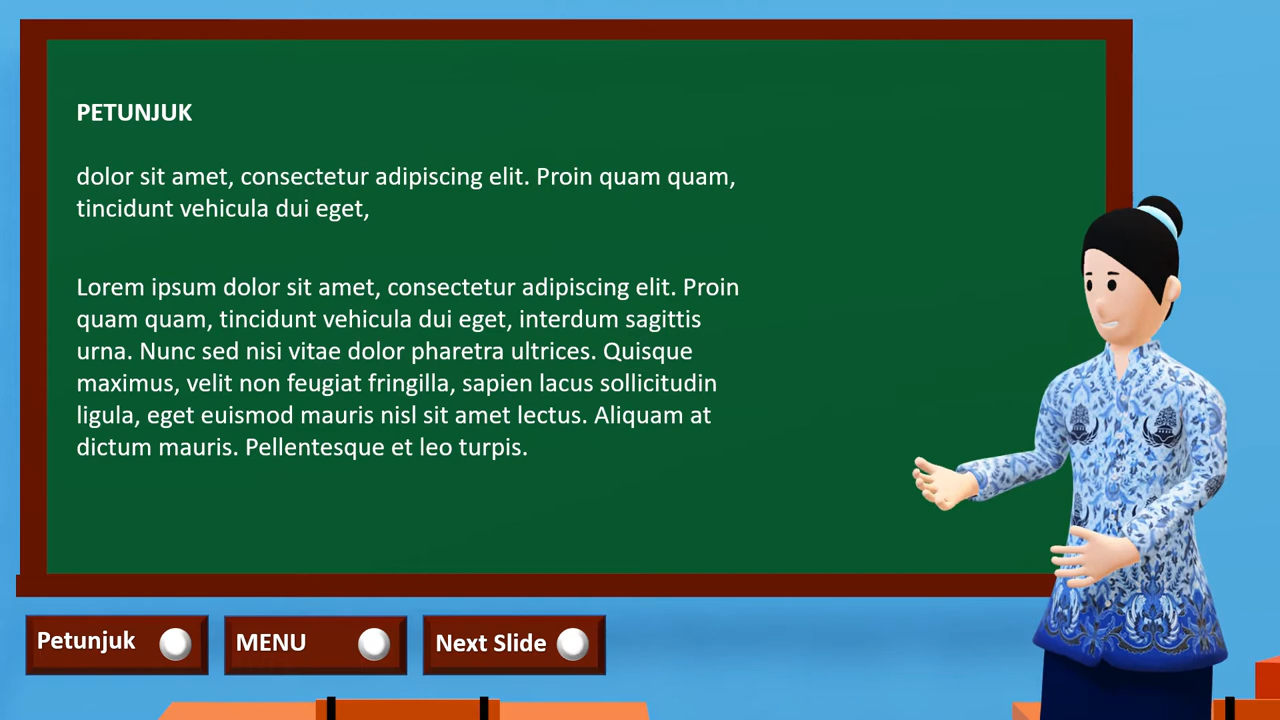 PETUNJUK
dolor sit amet, consectetur adipiscing elit. Proin quam quam,
tincidunt vehicula dui eget,
Lorem ipsum dolor sit amet, consectetur adipiscing elit. Proin
quam quam, tincidunt vehicula dui eget, interdum sagittis
urna. Nunc sed nisi vitae dolor pharetra ultrices. Quisque
maximus, velit non feugiat fringilla, sapien lacus sollicitudin
ligula, eget euismod mauris nisl sit amet lectus. Aliquam at
dictum mauris. Pellentesque et leo turpis.
Petunjuk
MENU
Next Slide